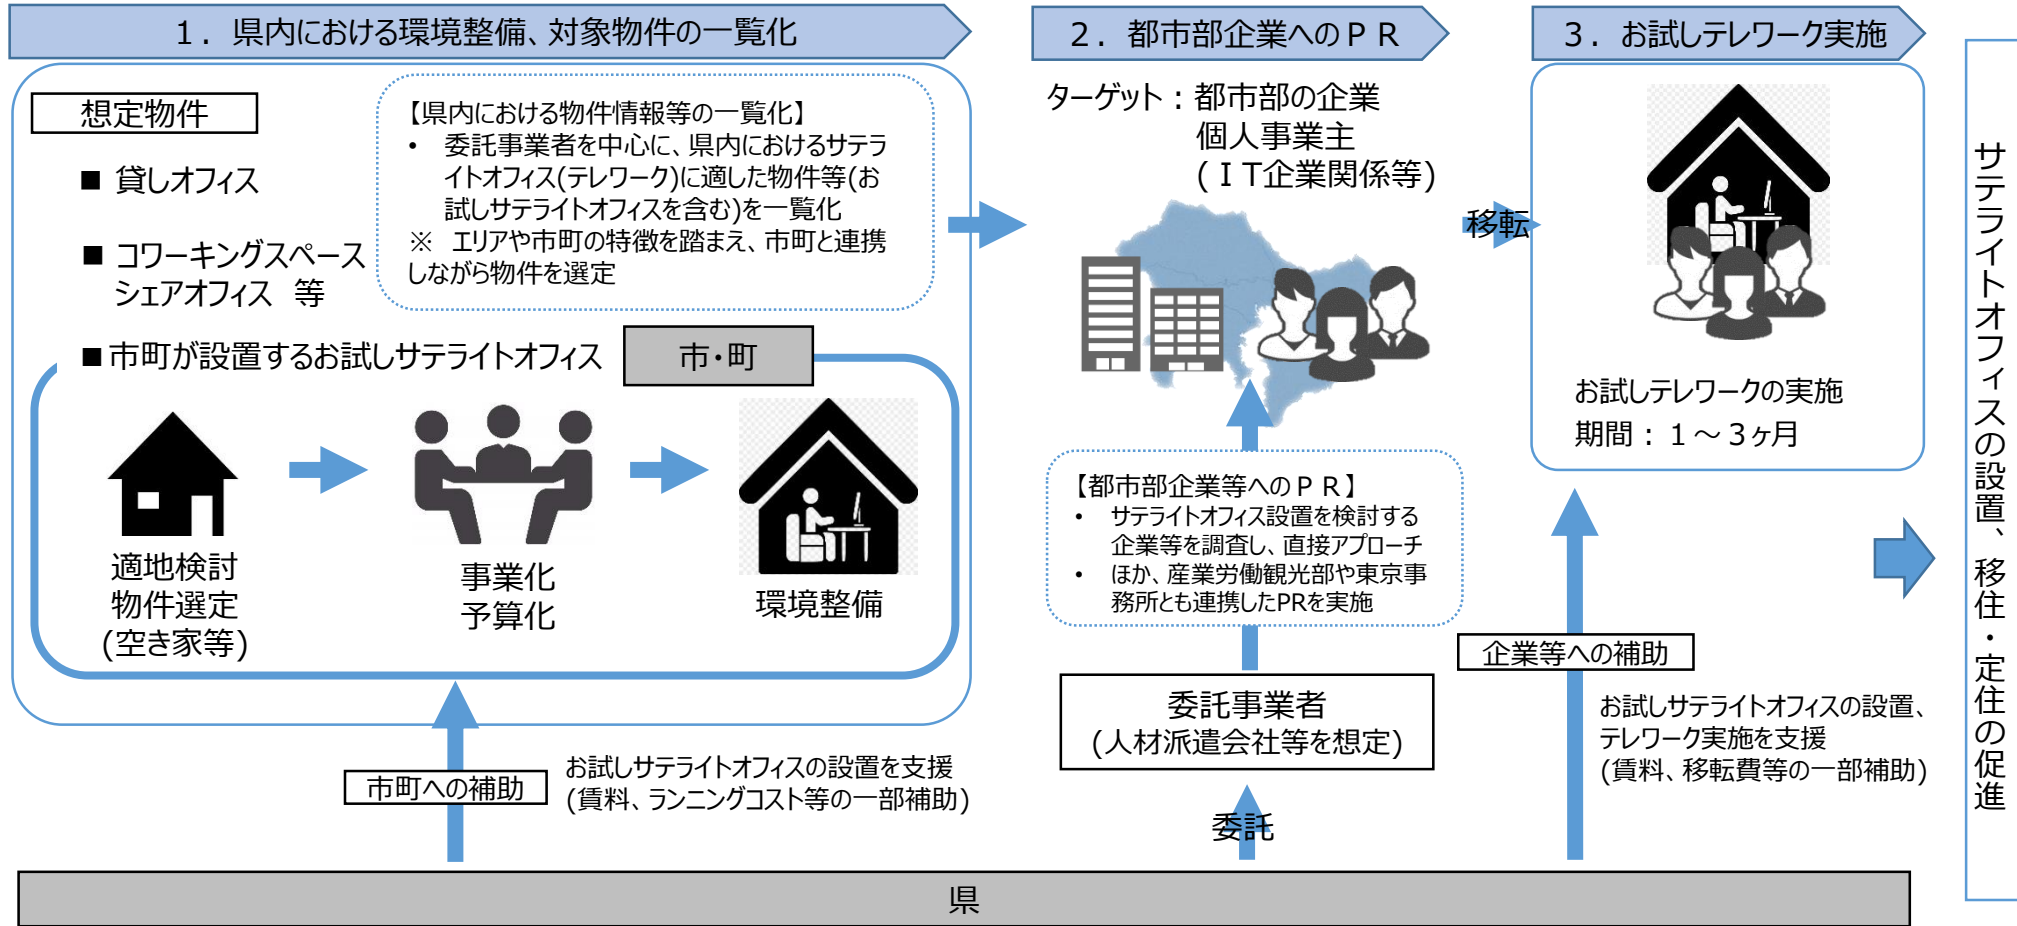 １．県内における環境整備、対象物件の一覧化
想定物件
■ 貸しオフィス
■ コワーキングスペース
シェアオフィス　等
■市町が設置するお試しサテライトオフィス
【県内における物件情報等の一覧化】
• 委託事業者を中心に、県内におけるサテラ
イトオフィス(テレワーク)に適した物件等(お
試しサテライトオフィスを含む)を一覧化
※　エリアや市町の特徴を踏まえ、市町と連携
しながら物件を選定
市・町
適地検討
物件選定
(空き家等)
事業化
予算化
環境整備
市町への補助
お試しサテライトオフィスの設置を支援
(賃料、ランニングコスト等の一部補助)
２．都市部企業へのＰＲ
ターゲット：都市部の企業
個人事業主
(ＩＴ企業関係等)
移転
【都市部企業等へのＰＲ】
• サテライトオフィス設置を検討する
企業等を調査し、直接アプローチ
• ほか、産業労働観光部や東京事
務所とも連携したPRを実施
委託事業者
(人材派遣会社等を想定)
委託
３．お試しテレワーク実施
お試しテレワークの実施
期間：１～３ヶ月
企業等への補助
お試しサテライトオフィスの設置、
テレワーク実施を支援
(賃料、移転費等の一部補助)
サテライトオフィスの設置、移住・定住の促進
県